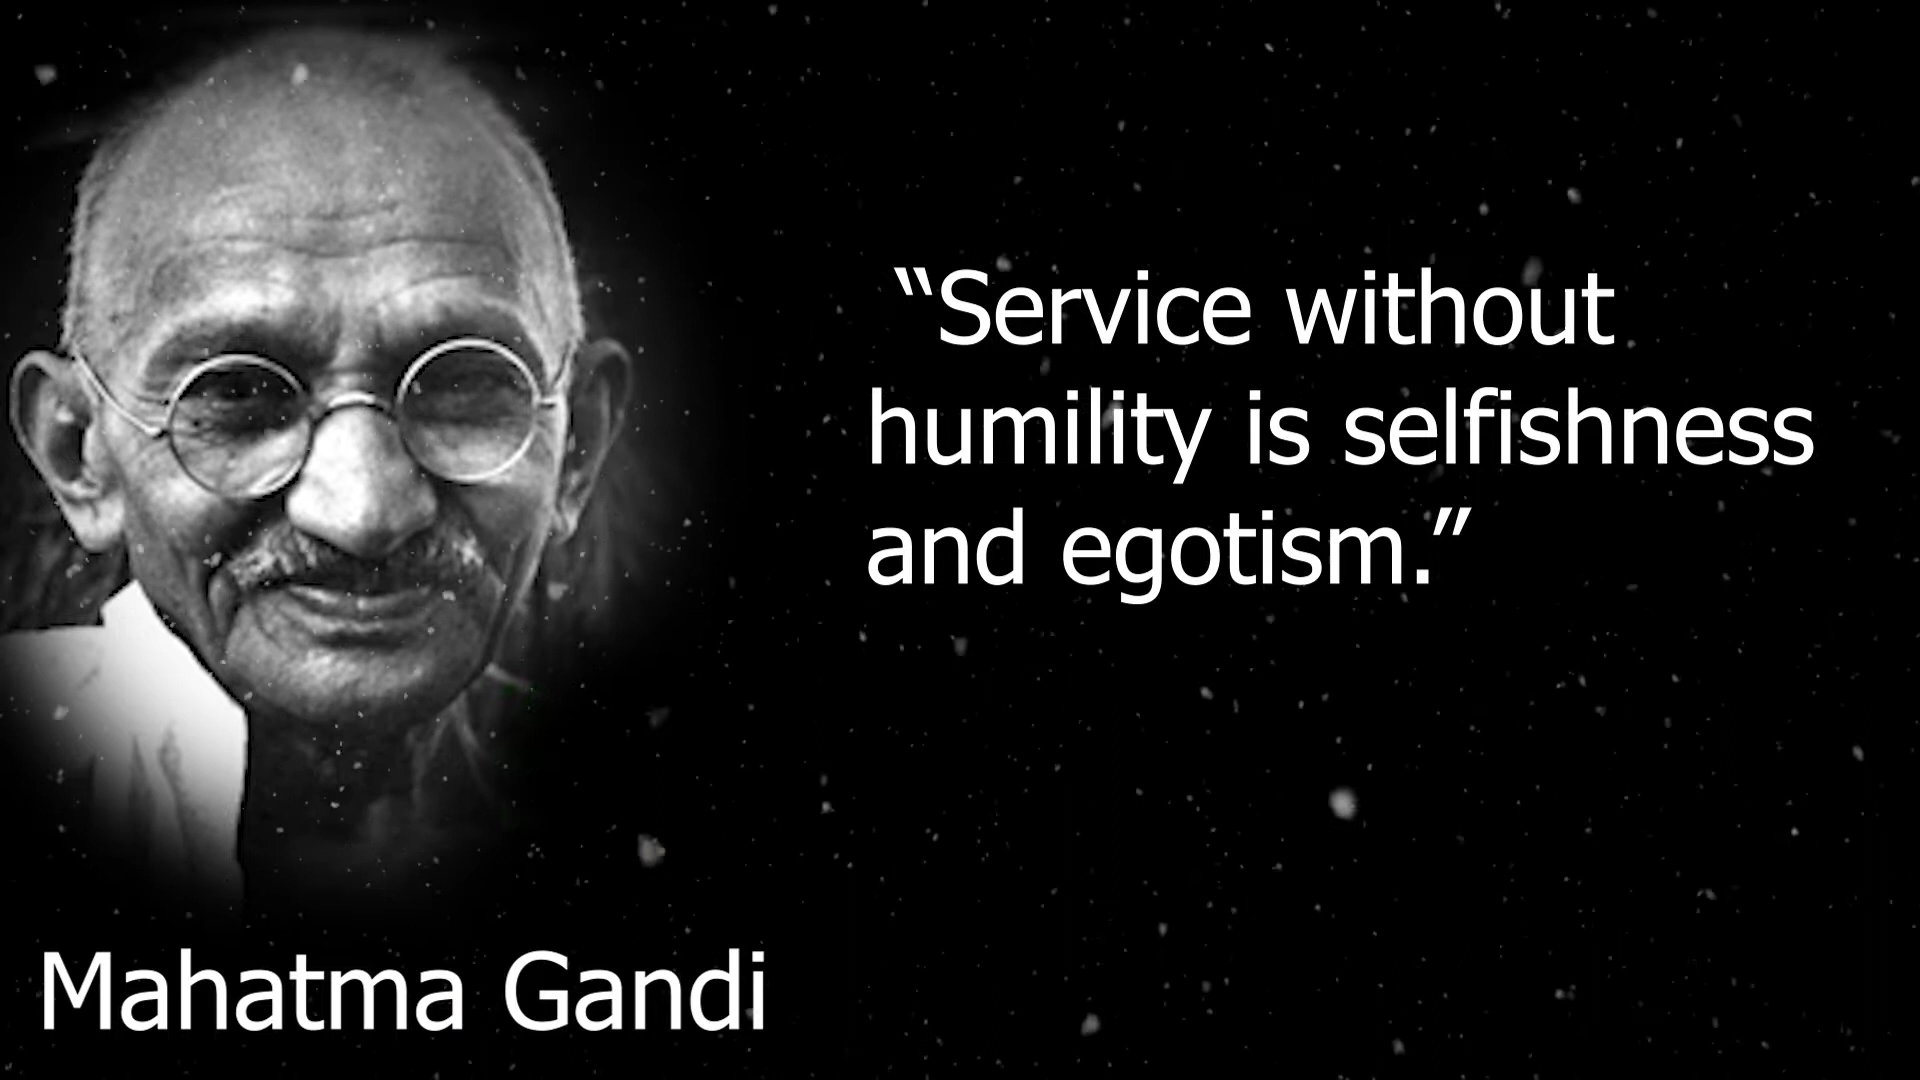 “Service without
humility is selfishness
and egotism.”
Mahatma Gandi